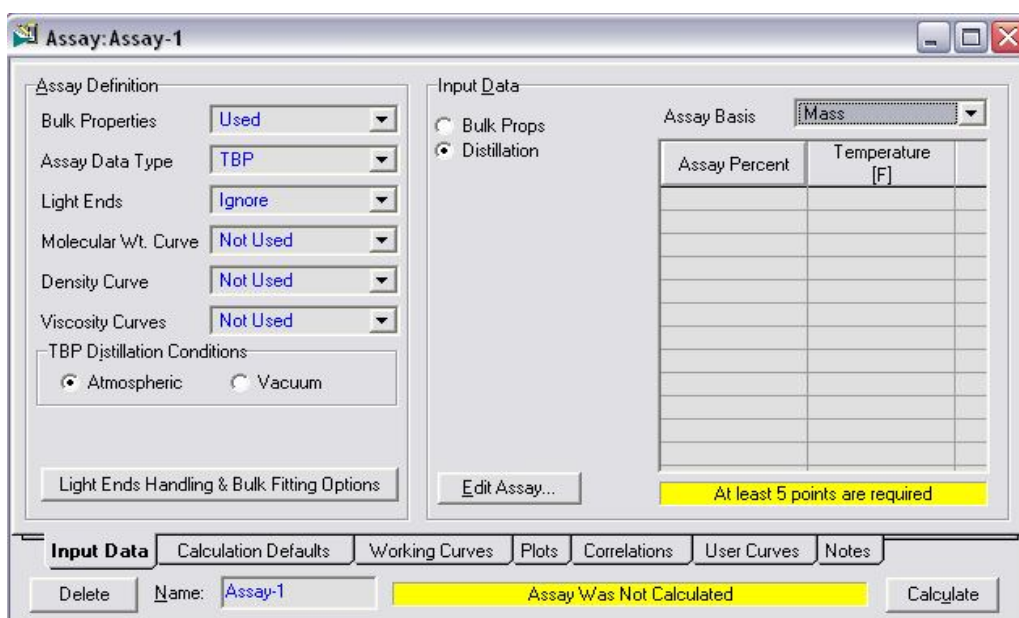 Assay:Assay-1
Assay Definition
Bulk Properties Used
Assay Data Type TBP
Light Ends Ignore
Molecular Wt. Curve Not Used
Density Curve Not Used
Viscosity Curves Not Used
TBP Distillation Conditions
Atmospheric Vacuum
Light Ends Handling & Bulk Fitting Options
Input Data
Bulk Props
Distillation
Assay Basis Mass
Assay Percent Temperature
[F]
Edit Assay...
At least 5 points are required
Input Data Calculation Defaults Working Curves Plots Correlations User Curves Notes
Delete Name: Assay-1 Assay Was Not Calculated Calculate